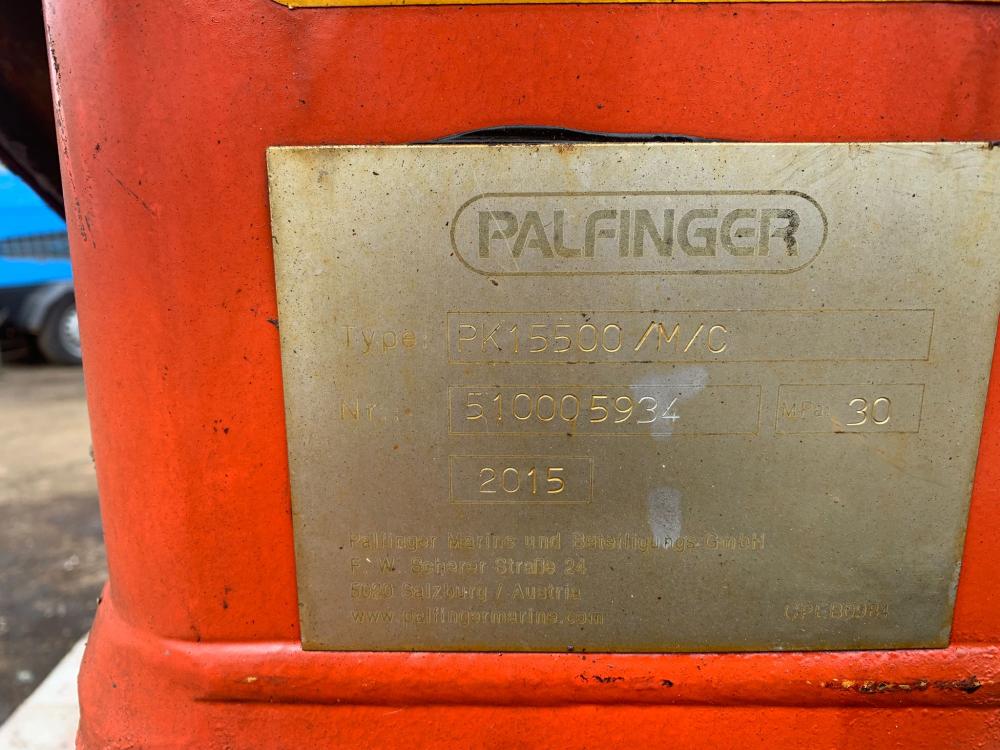 PALFINGER
Type: PK15500/M/C
Nr.: 510005934 MPa: 30
2015
Palfinger Marine und Beteiligungs-GmbH
F. W. Scherer Straße 24
5020 Salzburg / Austria
www.palfingermarine.com